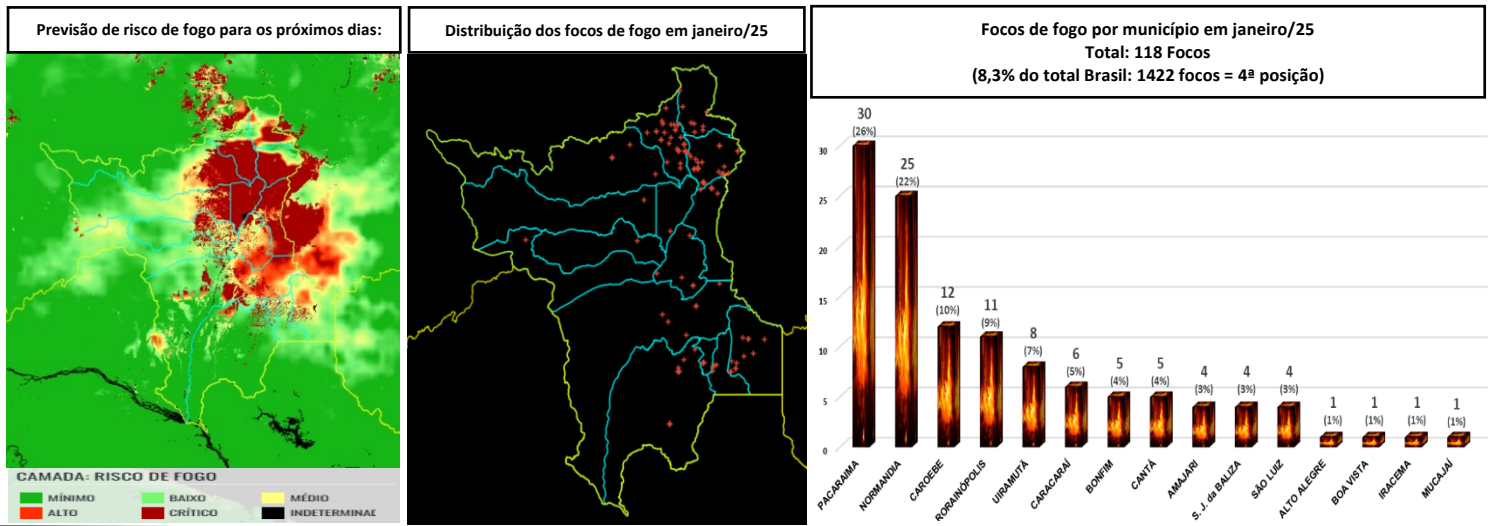 Previsão de risco de fogo para os próximos dias:
CAMADA: RISCO DE FOGO
MÍNIMO BAIXO MÉDIO
ALTO CRÍTICO INDETERMINAE
Distribuição dos focos de fogo em janeiro/25
Focos de fogo por município em janeiro/25
Total: 118 Focos
(8,3% do total Brasil: 1422 focos = 4ª posição)
30
25
20
15
10
5
0
30
(26%)
25
(22%)
12
(10%)
11
(9%)
8
(7%)
6
(5%)
5
(4%)
5
(4%)
4
(3%)
4
(3%)
4
(3%)
1
(1%)
1
(1%)
1
(1%)
1
(1%)
PACARAIMA
NORMANDIA
CAROEBE
RORAINÓPOLIS
UIRAMUTÃ
CARACARAÍ
BONFIM
CANTÁ
AMAJARI
S. J. da BALIZA
SÃO LUIZ
ALTO ALEGRE
BOA VISTA
IRACEMA
MUCAJAÍ